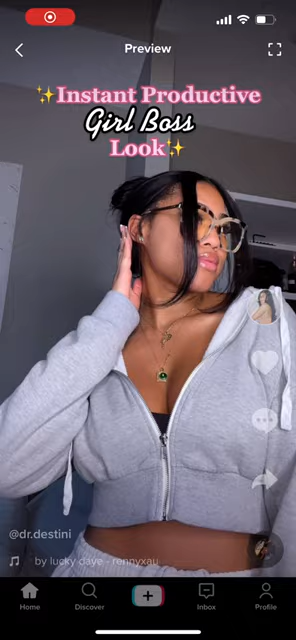 Preview
✨Instant Productive
Girl Boss
Look✨
@dr.destini
by lucky daye - rennyxau
Home
Discover
Inbox
Profile